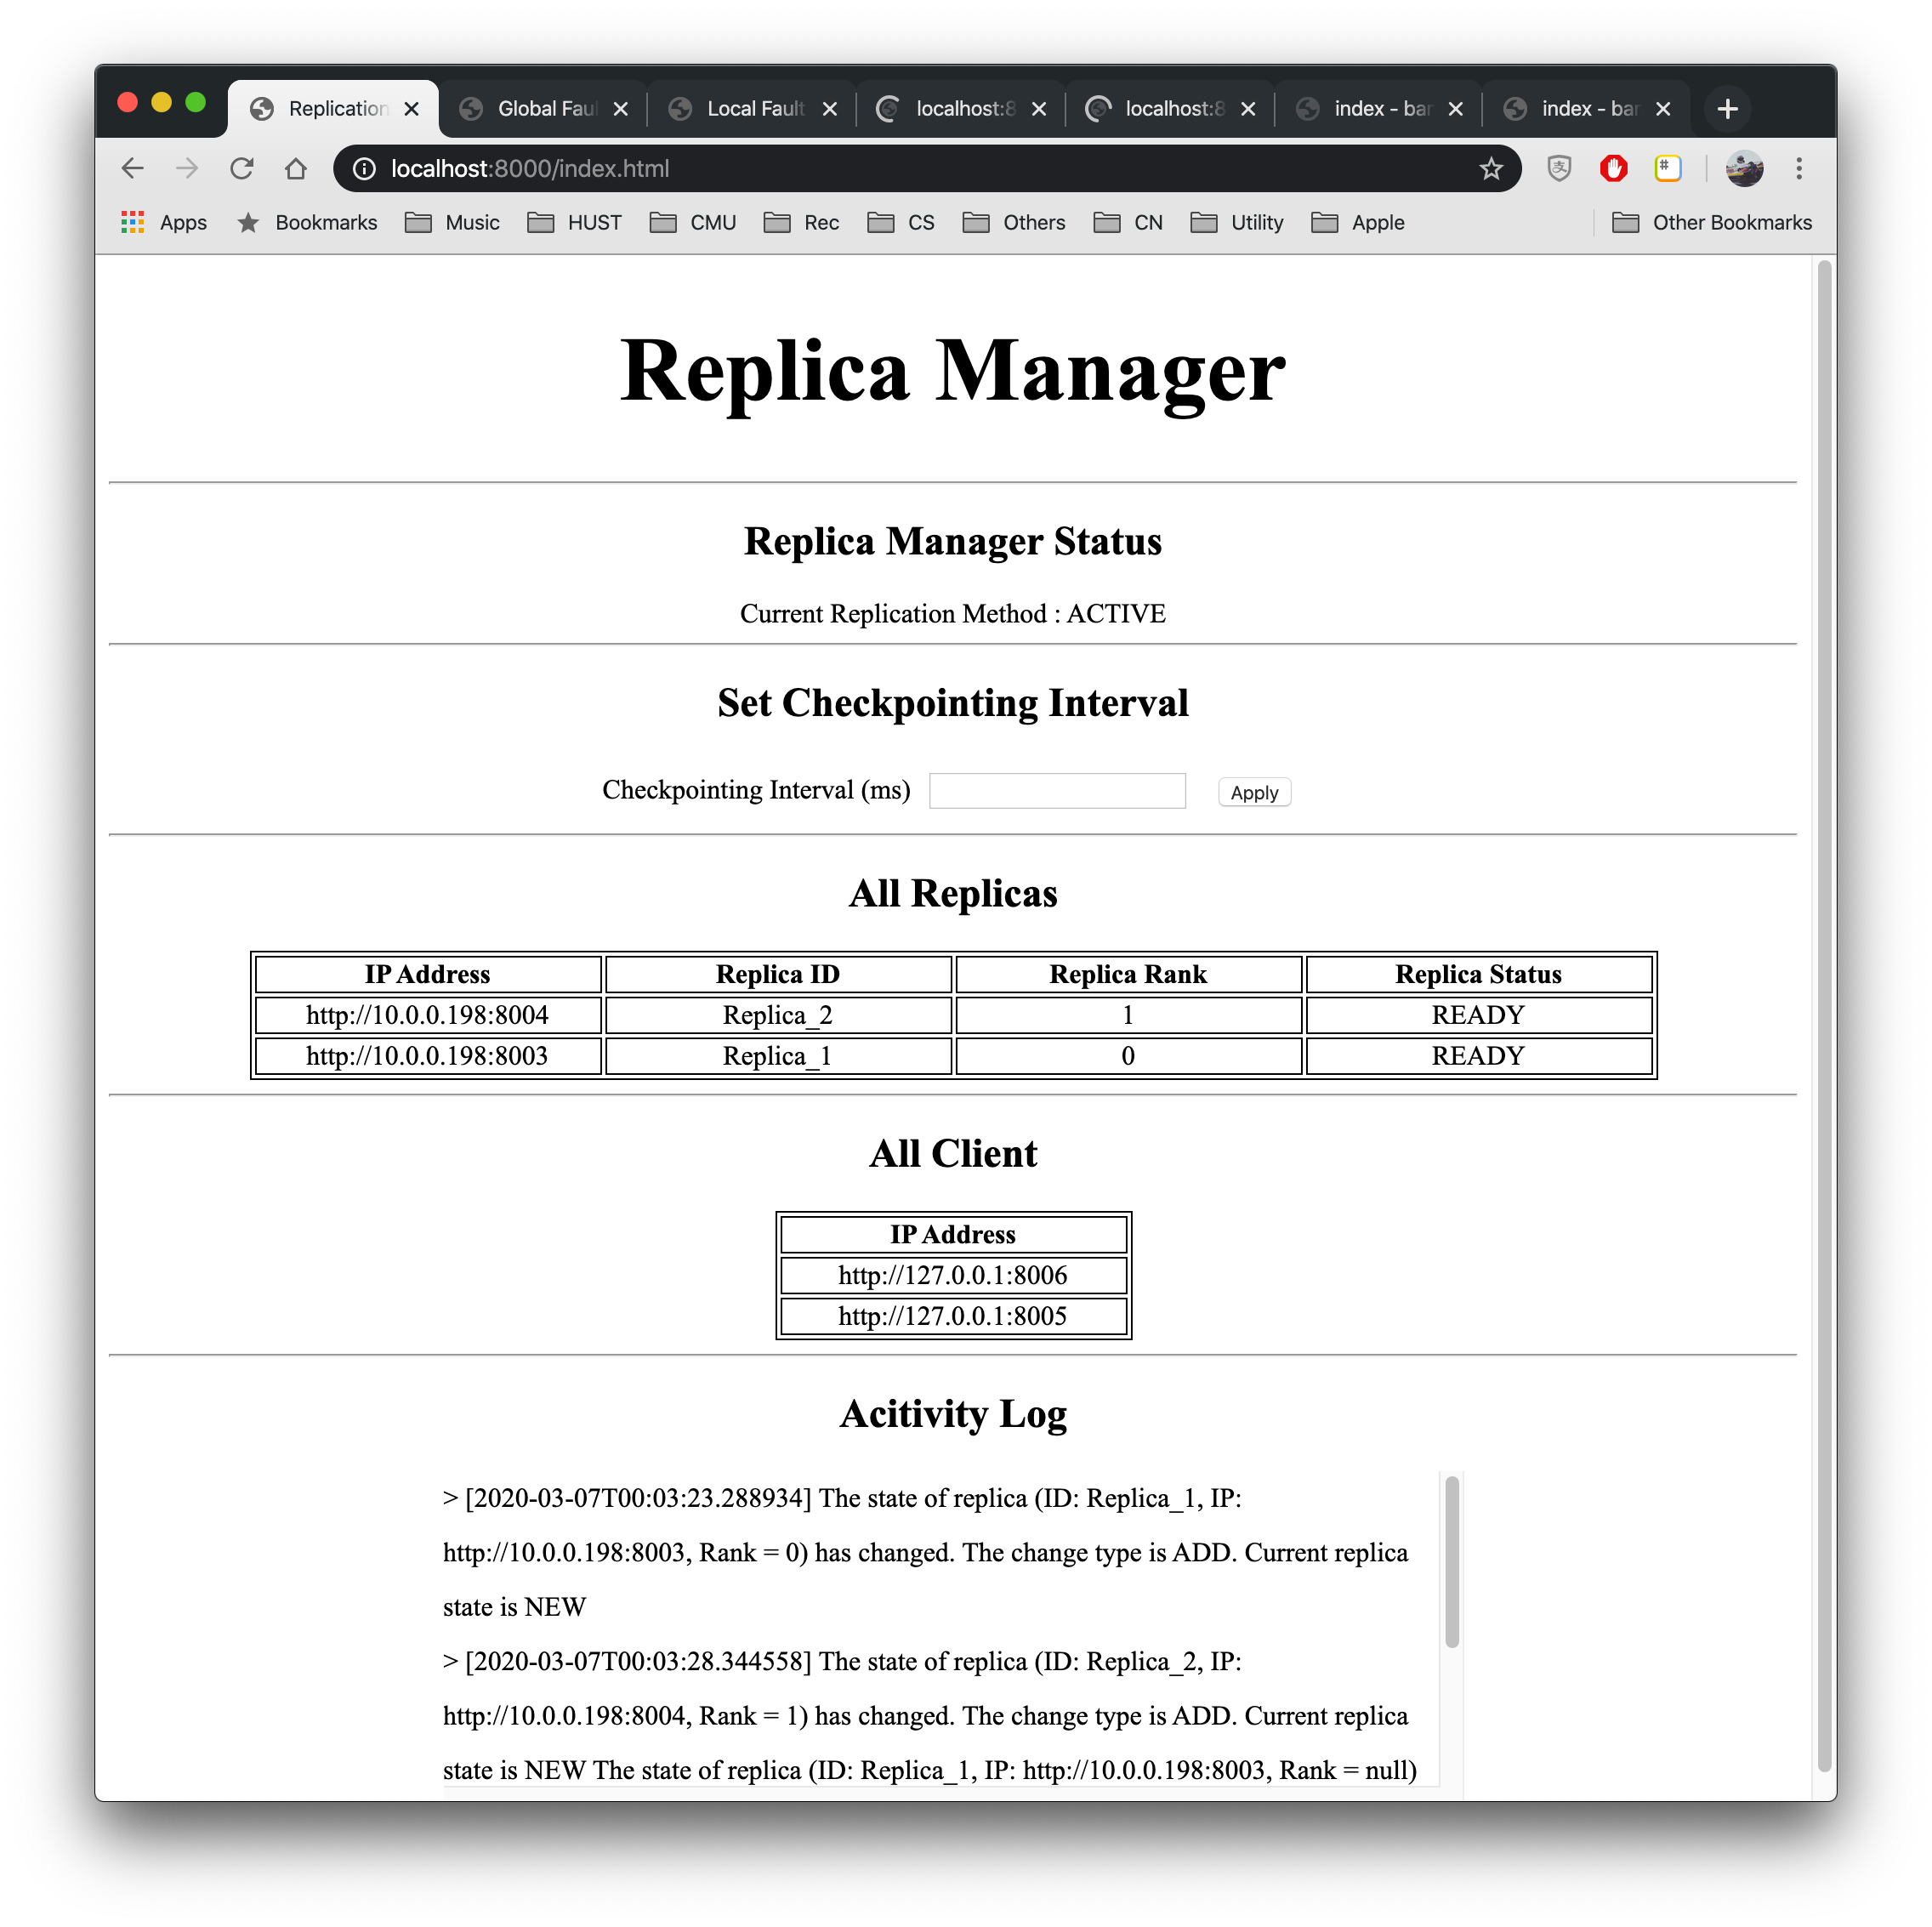 Replication
Global Faul
Local Fault
localhost:8
localhost:8
index - bar
index - bar
localhost:8000/index.html
Apps
Bookmarks
Music
HUST
CMU
Rec
CS
Others
CN
Utility
Apple
Other Bookmarks
Replica Manager
Replica Manager Status
Current Replication Method : ACTIVE
Set Checkpointing Interval
Checkpointing Interval (ms) Apply
All Replicas
IP Address Replica ID Replica Rank Replica Status
http://10.0.0.198:8004 Replica_2 1 READY
http://10.0.0.198:8003 Replica_1 0 READY
All Client
IP Address
http://127.0.0.1:8006
http://127.0.0.1:8005
Acitivity Log
> [2020-03-07T00:03:23.288934] The state of replica (ID: Replica_1, IP:
http://10.0.0.198:8003, Rank = 0) has changed. The change type is ADD. Current replica
state is NEW
> [2020-03-07T00:03:28.344558] The state of replica (ID: Replica_2, IP:
http://10.0.0.198:8004, Rank = 1) has changed. The change type is ADD. Current replica
state is NEW The state of replica (ID: Replica_1, IP: http://10.0.0.198:8003, Rank = null)